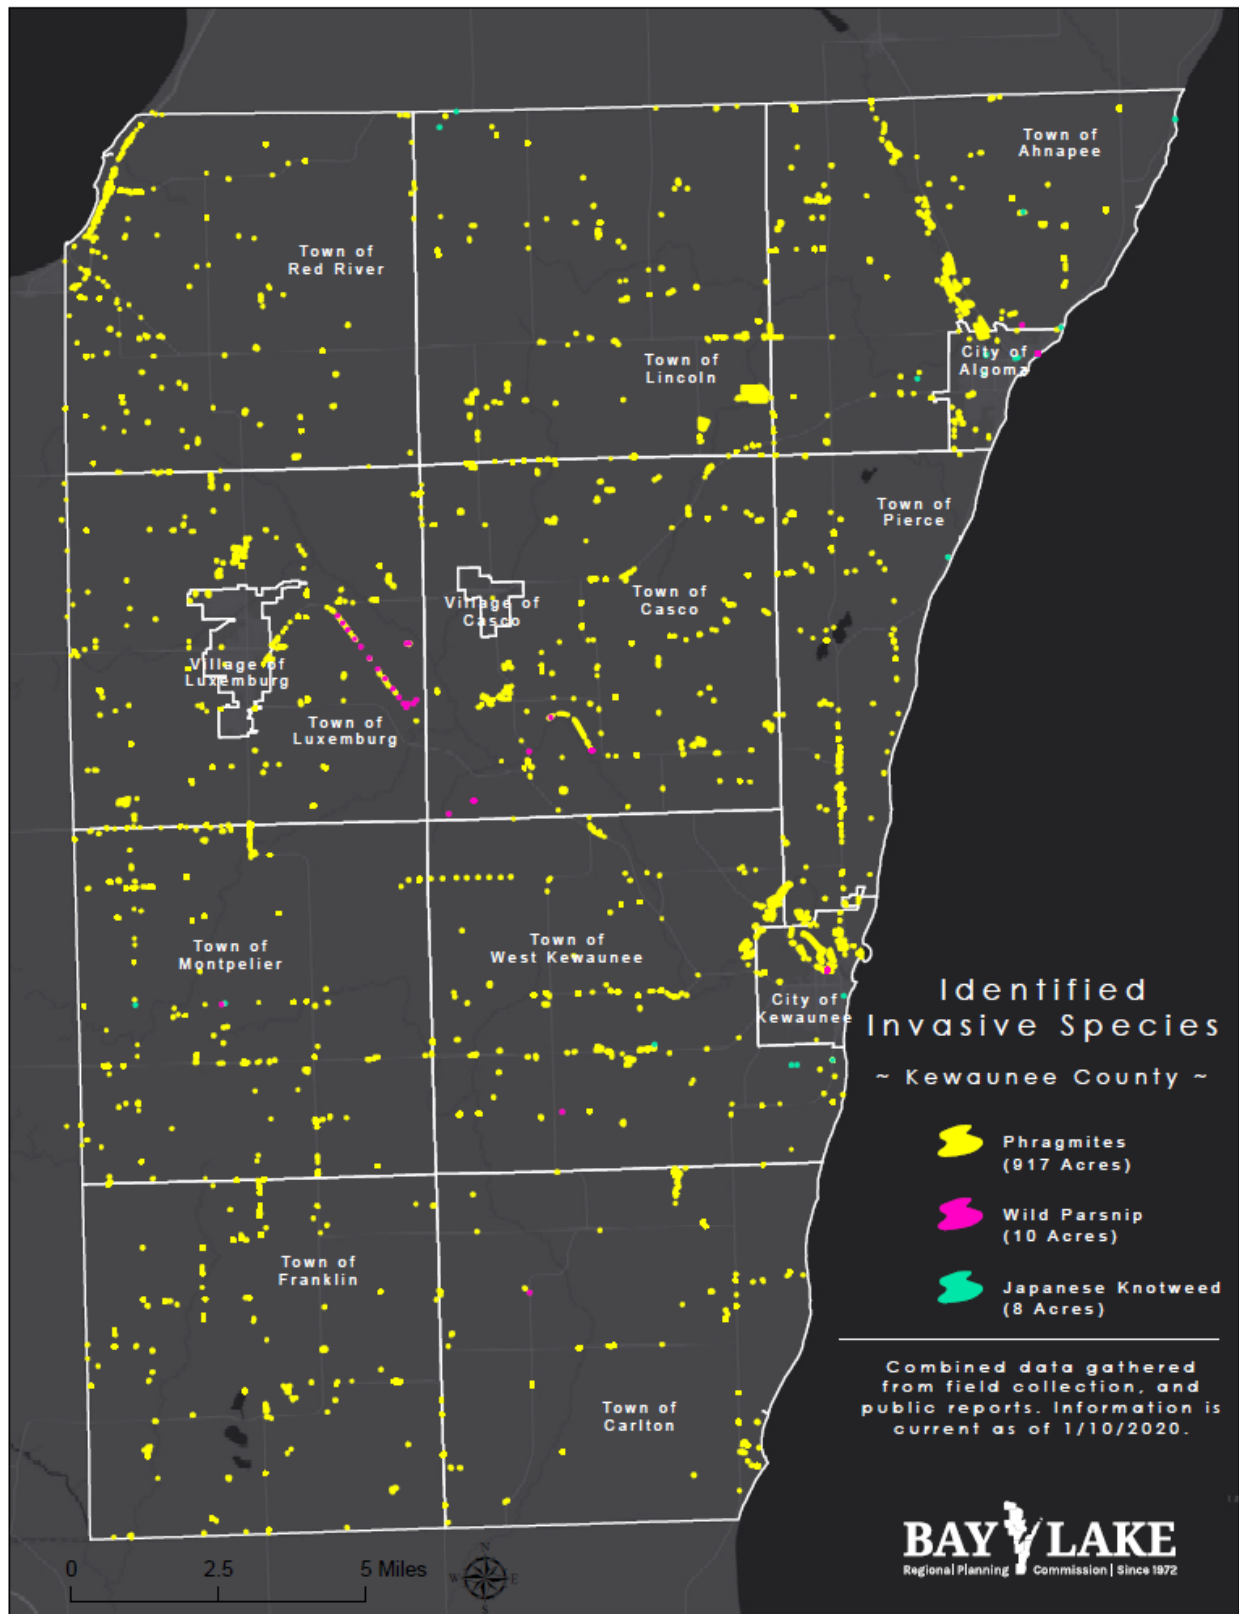 Town of
Ahnapee
Town of
Red River
City of
Algoma
Town of
Lincoln
Town of
Pierce
Village of
Casco
Town of
Casco
Village of
Luxemburg
Town of
Luxemburg
Town of
Montpelier
Town of
West Kewaunee
City of
Kewaunee
Identified
Invasive Species
~ Kewaunee County ~
Phragmites
(917 Acres)
Wild Parsnip
(10 Acres)
Japanese Knotweed
(8 Acres)
Town of
Franklin
Town of
Carlton
Combined data gathered
from field collection, and
public reports. Information is
current as of 1/10/2020.
BAY LAKE
Regional Planning Commission | Since 1972
0 2.5 5 Miles
N
W E
S